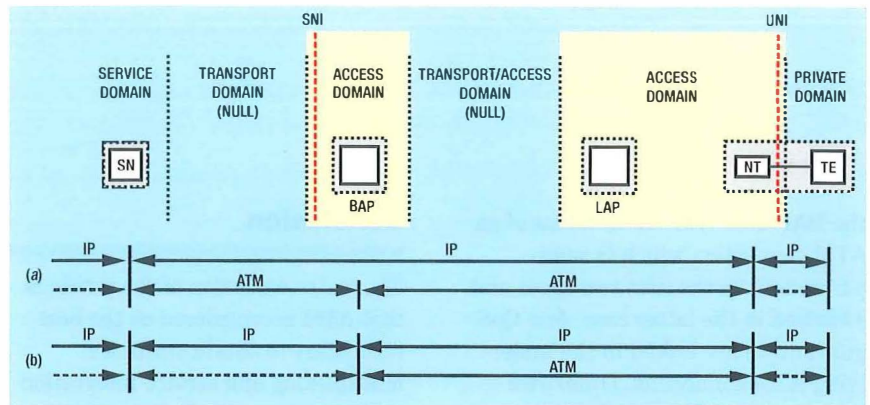 SNI
UNI
SERVICE
DOMAIN
TRANSPORT
DOMAIN
(NULL)
ACCESS
DOMAIN
TRANSPORT/ACCESS
DOMAIN
(NULL)
ACCESS
DOMAIN
PRIVATE
DOMAIN
SN
BAP
LAP
NT
TE
(a)
IP
IP
IP
ATM
ATM
(b)
IP
IP
IP
IP
ATM